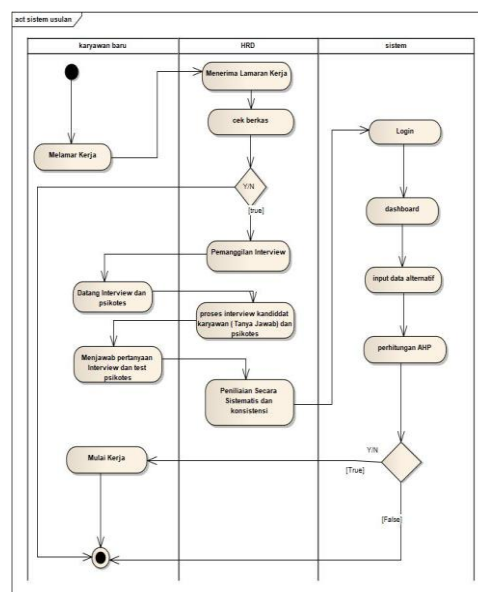 act sistem usulan
karyawan baru
HRD
sistem
Menerima Lamaran Kerja
cek berkas
Login
Melamar Kerja
Y/N
[true]
dashboard
Pemanggilan Interview
input data alternatif
Datang Interview dan
psikotes
proses interview kandiddat
karyawan ( Tanya Jawab) dan
psikotes
perhitungan AHP
Menjawab pertanyaan
Interview dan test
psikotes
Peniliaian Secara
Sistematis dan
konsistensi
Y/N
Mulai Kerja
[True]
[False]